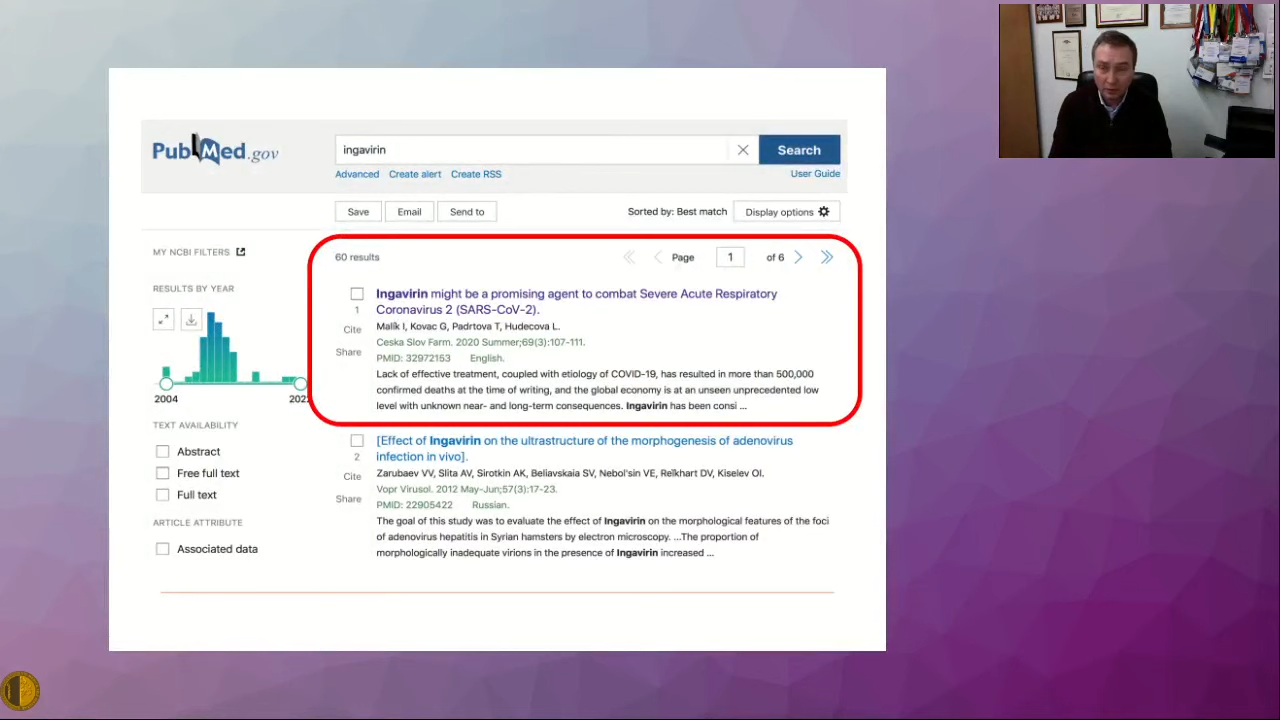 PubMed.gov
ingavirin
Search
Advanced Create alert Create RSS
User Guide
Save Email Send to
Sorted by: Best match Display options
MY NCBI FILTERS
60 results
Page 1 of 6
RESULTS BY YEAR
2004
Ingavirin might be a promising agent to combat Severe Acute Respiratory
Coronavirus 2 (SARS-CoV-2).
1
Cite
Share
Malík I, Kovac G, Padrtova T, Hudecova L.
Ceska Slov Farm. 2020 Summer;69(3):107-111.
PMID: 32972153 English.
Lack of effective treatment, coupled with etiology of COVID-19, has resulted in more than 500,000
confirmed deaths at the time of writing, and the global economy is at an unseen unprecedented low
level with unknown near- and long-term consequences. Ingavirin has been consi ...
TEXT AVAILABILITY
Abstract
Free full text
Full text
ARTICLE ATTRIBUTE
Associated data
[Effect of Ingavirin on the ultrastructure of the morphogenesis of adenovirus
infection in vivo].
2
Cite
Share
Zarubaev VV, Slita AV, Sirotkin AK, Beliavskaia SV, Nebol'sin VE, Reĭkhart DV, Kiselev OI.
Vopr Virusol. 2012 May-Jun;57(3):17-23.
PMID: 22905422 Russian.
The goal of this study was to evaluate the effect of Ingavirin on the morphological features of the foci
of adenovirus hepatitis in Syrian hamsters by electron microscopy. ...The proportion of
morphologically inadequate virions in the presence of Ingavirin increased ...